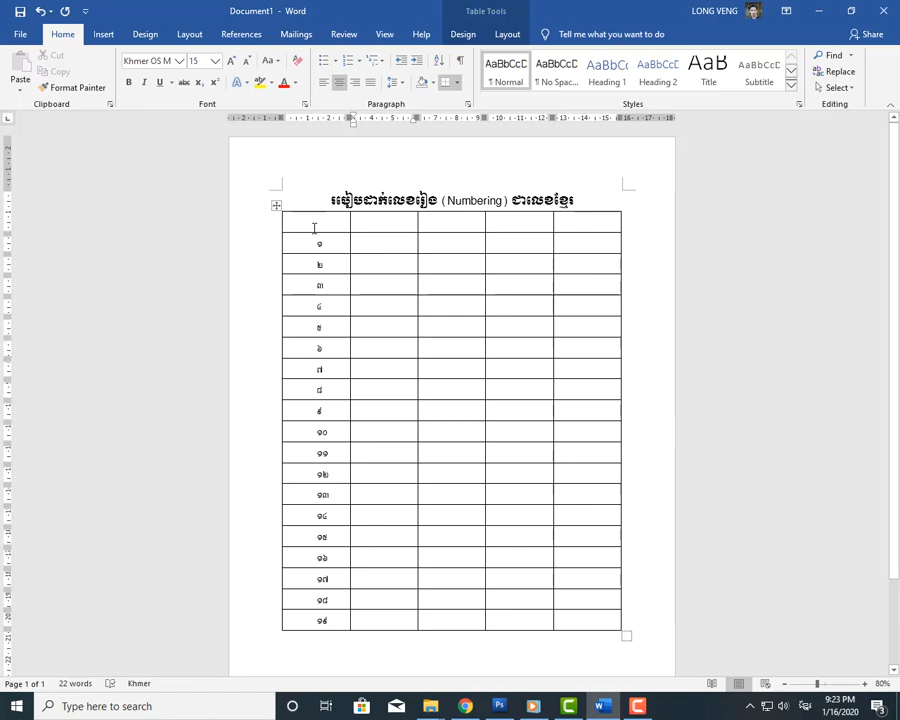 Document1 - Word
Table Tools
LONG VENG
File
Home
Insert
Design
Layout
References
Mailings
Review
View
Help
Design
Layout
Tell me what you want to do
Share
Paste
Cut
Copy
Format Painter
Clipboard
Khmer OS M
15
Font
Paragraph
AaBbCcD
¶ Normal
AaBbCcD
¶ No Spac...
AaBbCc
Heading 1
AaBbCcD
Heading 2
AaB
Title
AaBbCcD
Subtitle
Styles
Find
Replace
Select
Editing
របៀបដាក់លេខរៀង (Numbering) ជាលេខខ្មែរ
១
២
៣
៤
៥
៦
៧
៨
៩
១០
១១
១២
១៣
១៤
១៥
១៦
១៧
១៨
១៩
Page 1 of 1
22 words
Khmer
80%
Type here to search
9:23 PM
1/16/2020